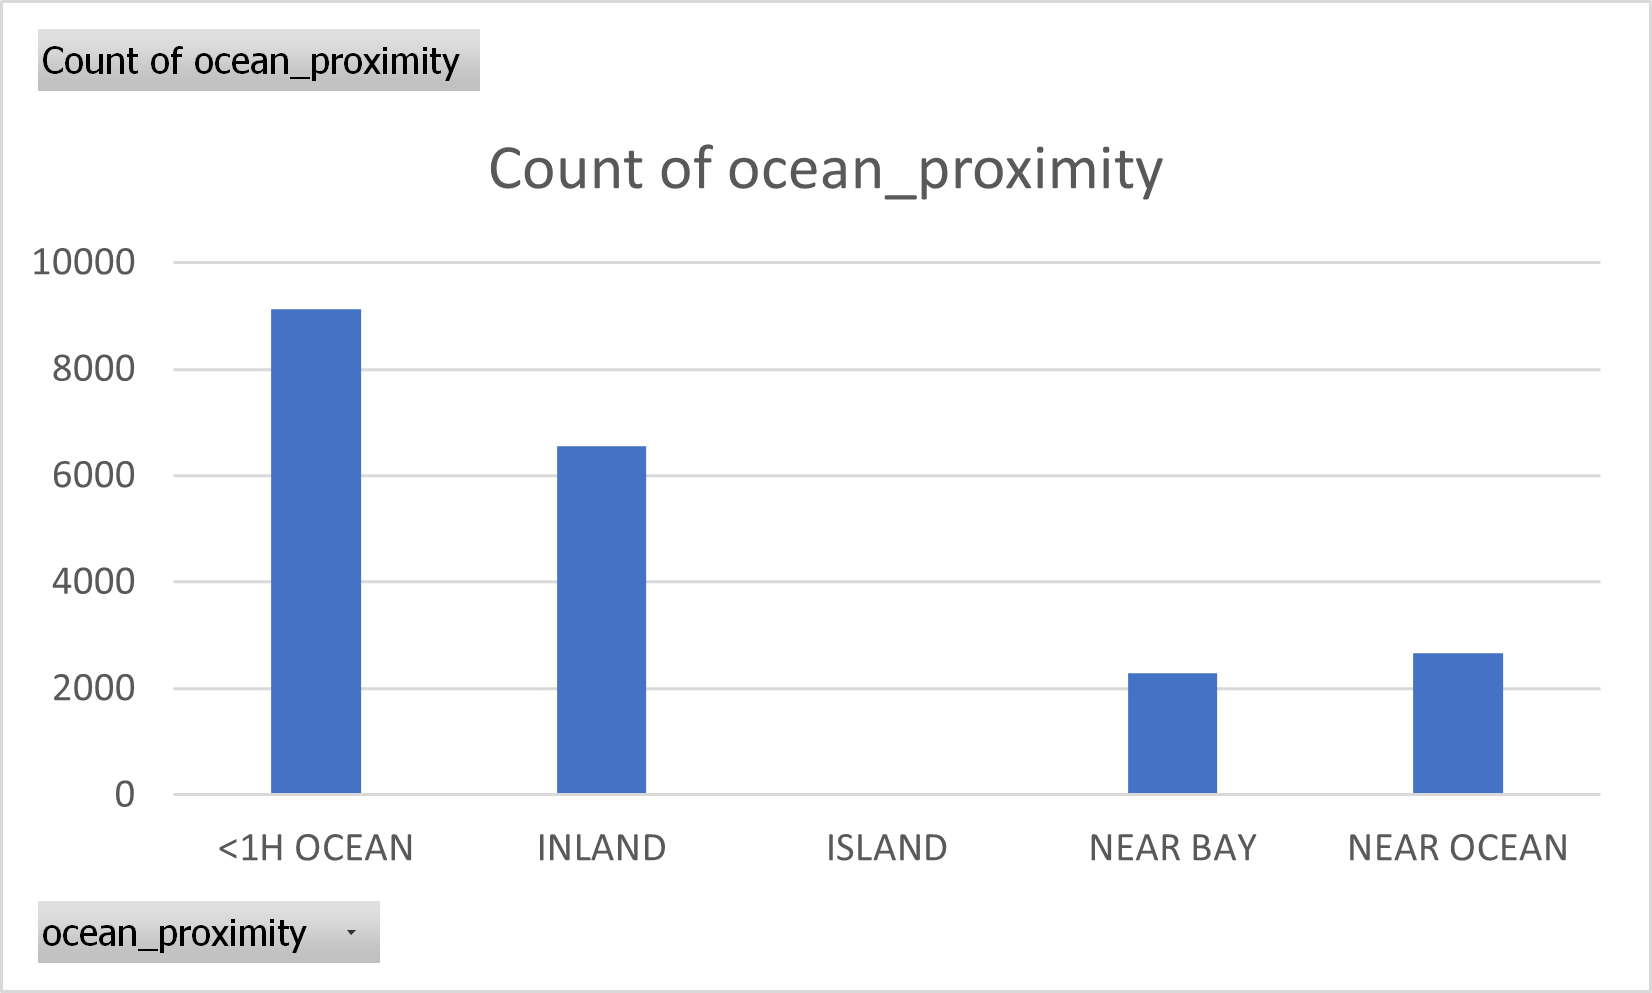 Count of ocean_proximity
Count of ocean_proximity
10000
8000
6000
4000
2000
0
<1H OCEAN INLAND ISLAND NEAR BAY NEAR OCEAN
ocean_proximity